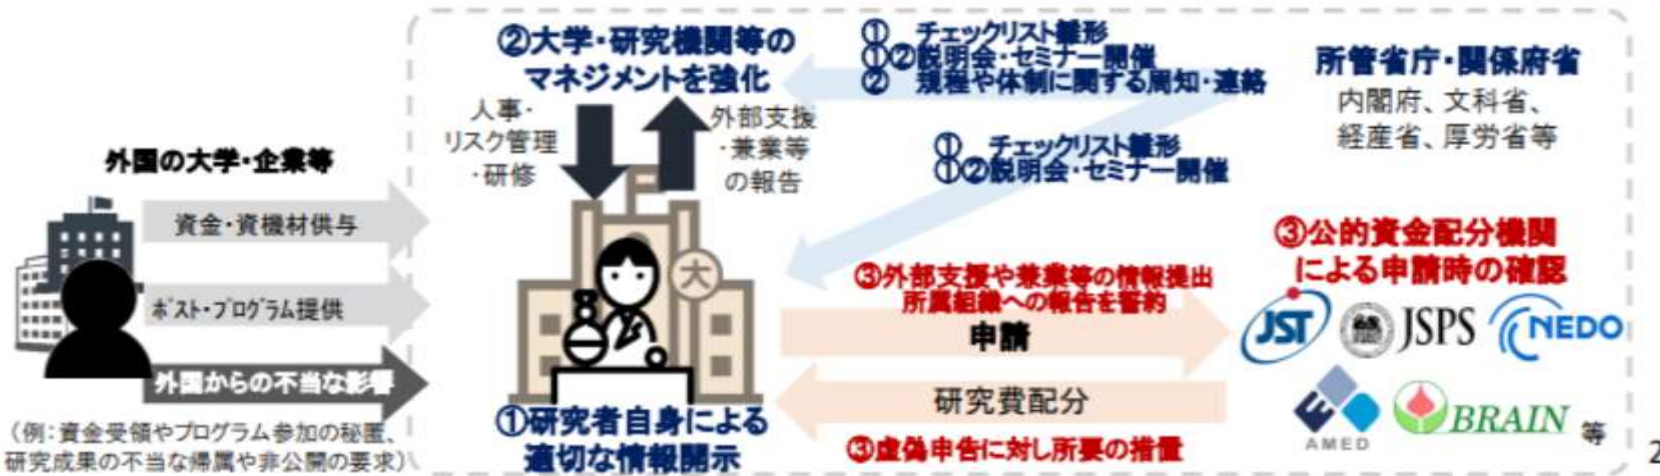 ②大学・研究機関等の
マネジメントを強化
① チェックリスト雛形
①②説明会・セミナー開催
② 規程や体制に関する周知・連絡
所管省庁・関係府省
内閣府、文科省、
経産省、厚労省等
人事・
リスク管理
・研修
外部支援
・兼業等
の報告
① チェックリスト雛形
①②説明会・セミナー開催
外国の大学・企業等
資金・資機材供与
ポスト・プログラム提供
外国からの不当な影響
(例:資金受領やプログラム参加の秘匿、
研究成果の不当な帰属や非公開の要求)
大
①研究者自身による
適切な情報開示
③外部支援や兼業等の情報提出
所属組織への報告を誓約
申請
研究費配分
③虚偽申告に対し所要の措置
③公的資金配分機関
による申請時の確認
JST
JSPS
NEDO
AMED
BRAIN
等
2